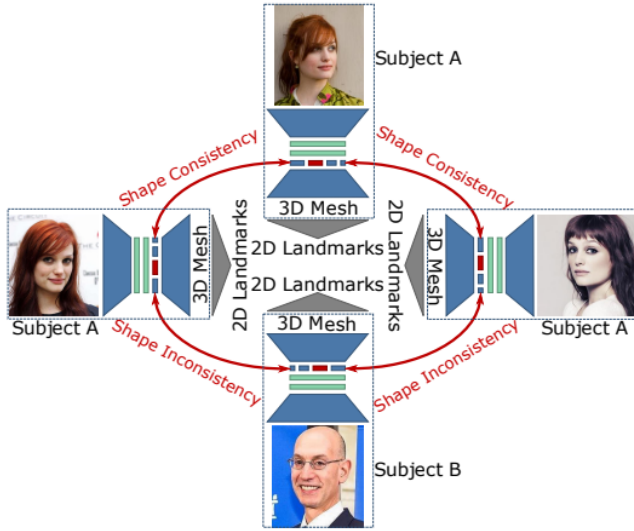 Subject A
Shape Consistency
Shape Consistency
3D Mesh
2D Landmarks
2D Landmarks
3D Mesh
2D Landmarks
2D Landmarks
3D Mesh
Subject A
Subject A
3D Mesh
Shape Inconsistency
Shape Inconsistency
Subject B